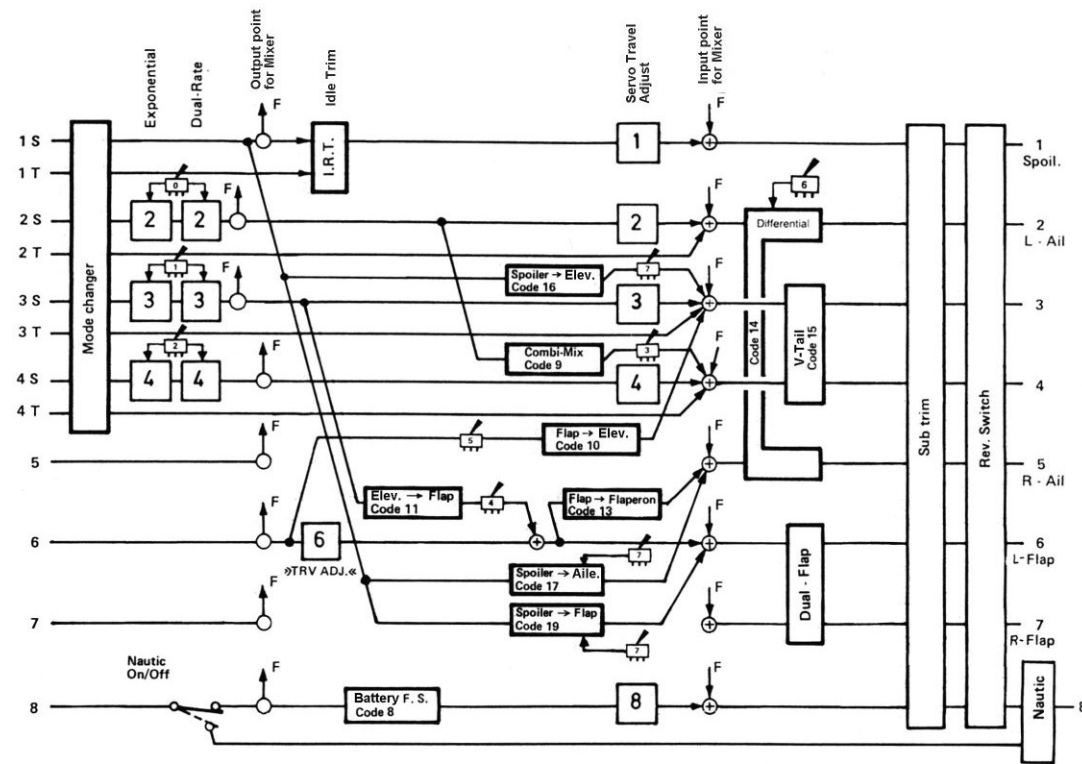 Exponential
Dual-Rate
Output point
for Mixer
Idle Trim
Servo Travel
Adjust
Input point
for Mixer
F
F
1 S
I.R.T.
1
1
Spoil.
1 T
0
F
F
6
2 S
2
2
2
Differential
2
L - Ail
2 T
Mode changer
1
F
Spoiler → Elev.
Code 16
7
F
3 S
3
3
3
3
3 T
2
F
Combi-Mix
Code 9
3
F
Code 14
V-Tail
Code 15
4 S
4
4
4
4
4 T
F
5
Flap → Elev.
Code 10
F
5
5
R - Ail
Sub trim
Rev. Switch
F
Elev. → Flap
Code 11
4
Flap → Flaperon
Code 13
F
6
6
»TRV ADJ.«
6
L-Flap
7
Spoiler → Aile.
Code 17
Dual - Flap
F
Spoiler → Flap
Code 19
F
7
7
R-Flap
7
Nautic
On/Off
F
F
8
Battery F. S.
Code 8
8
Nautic
8